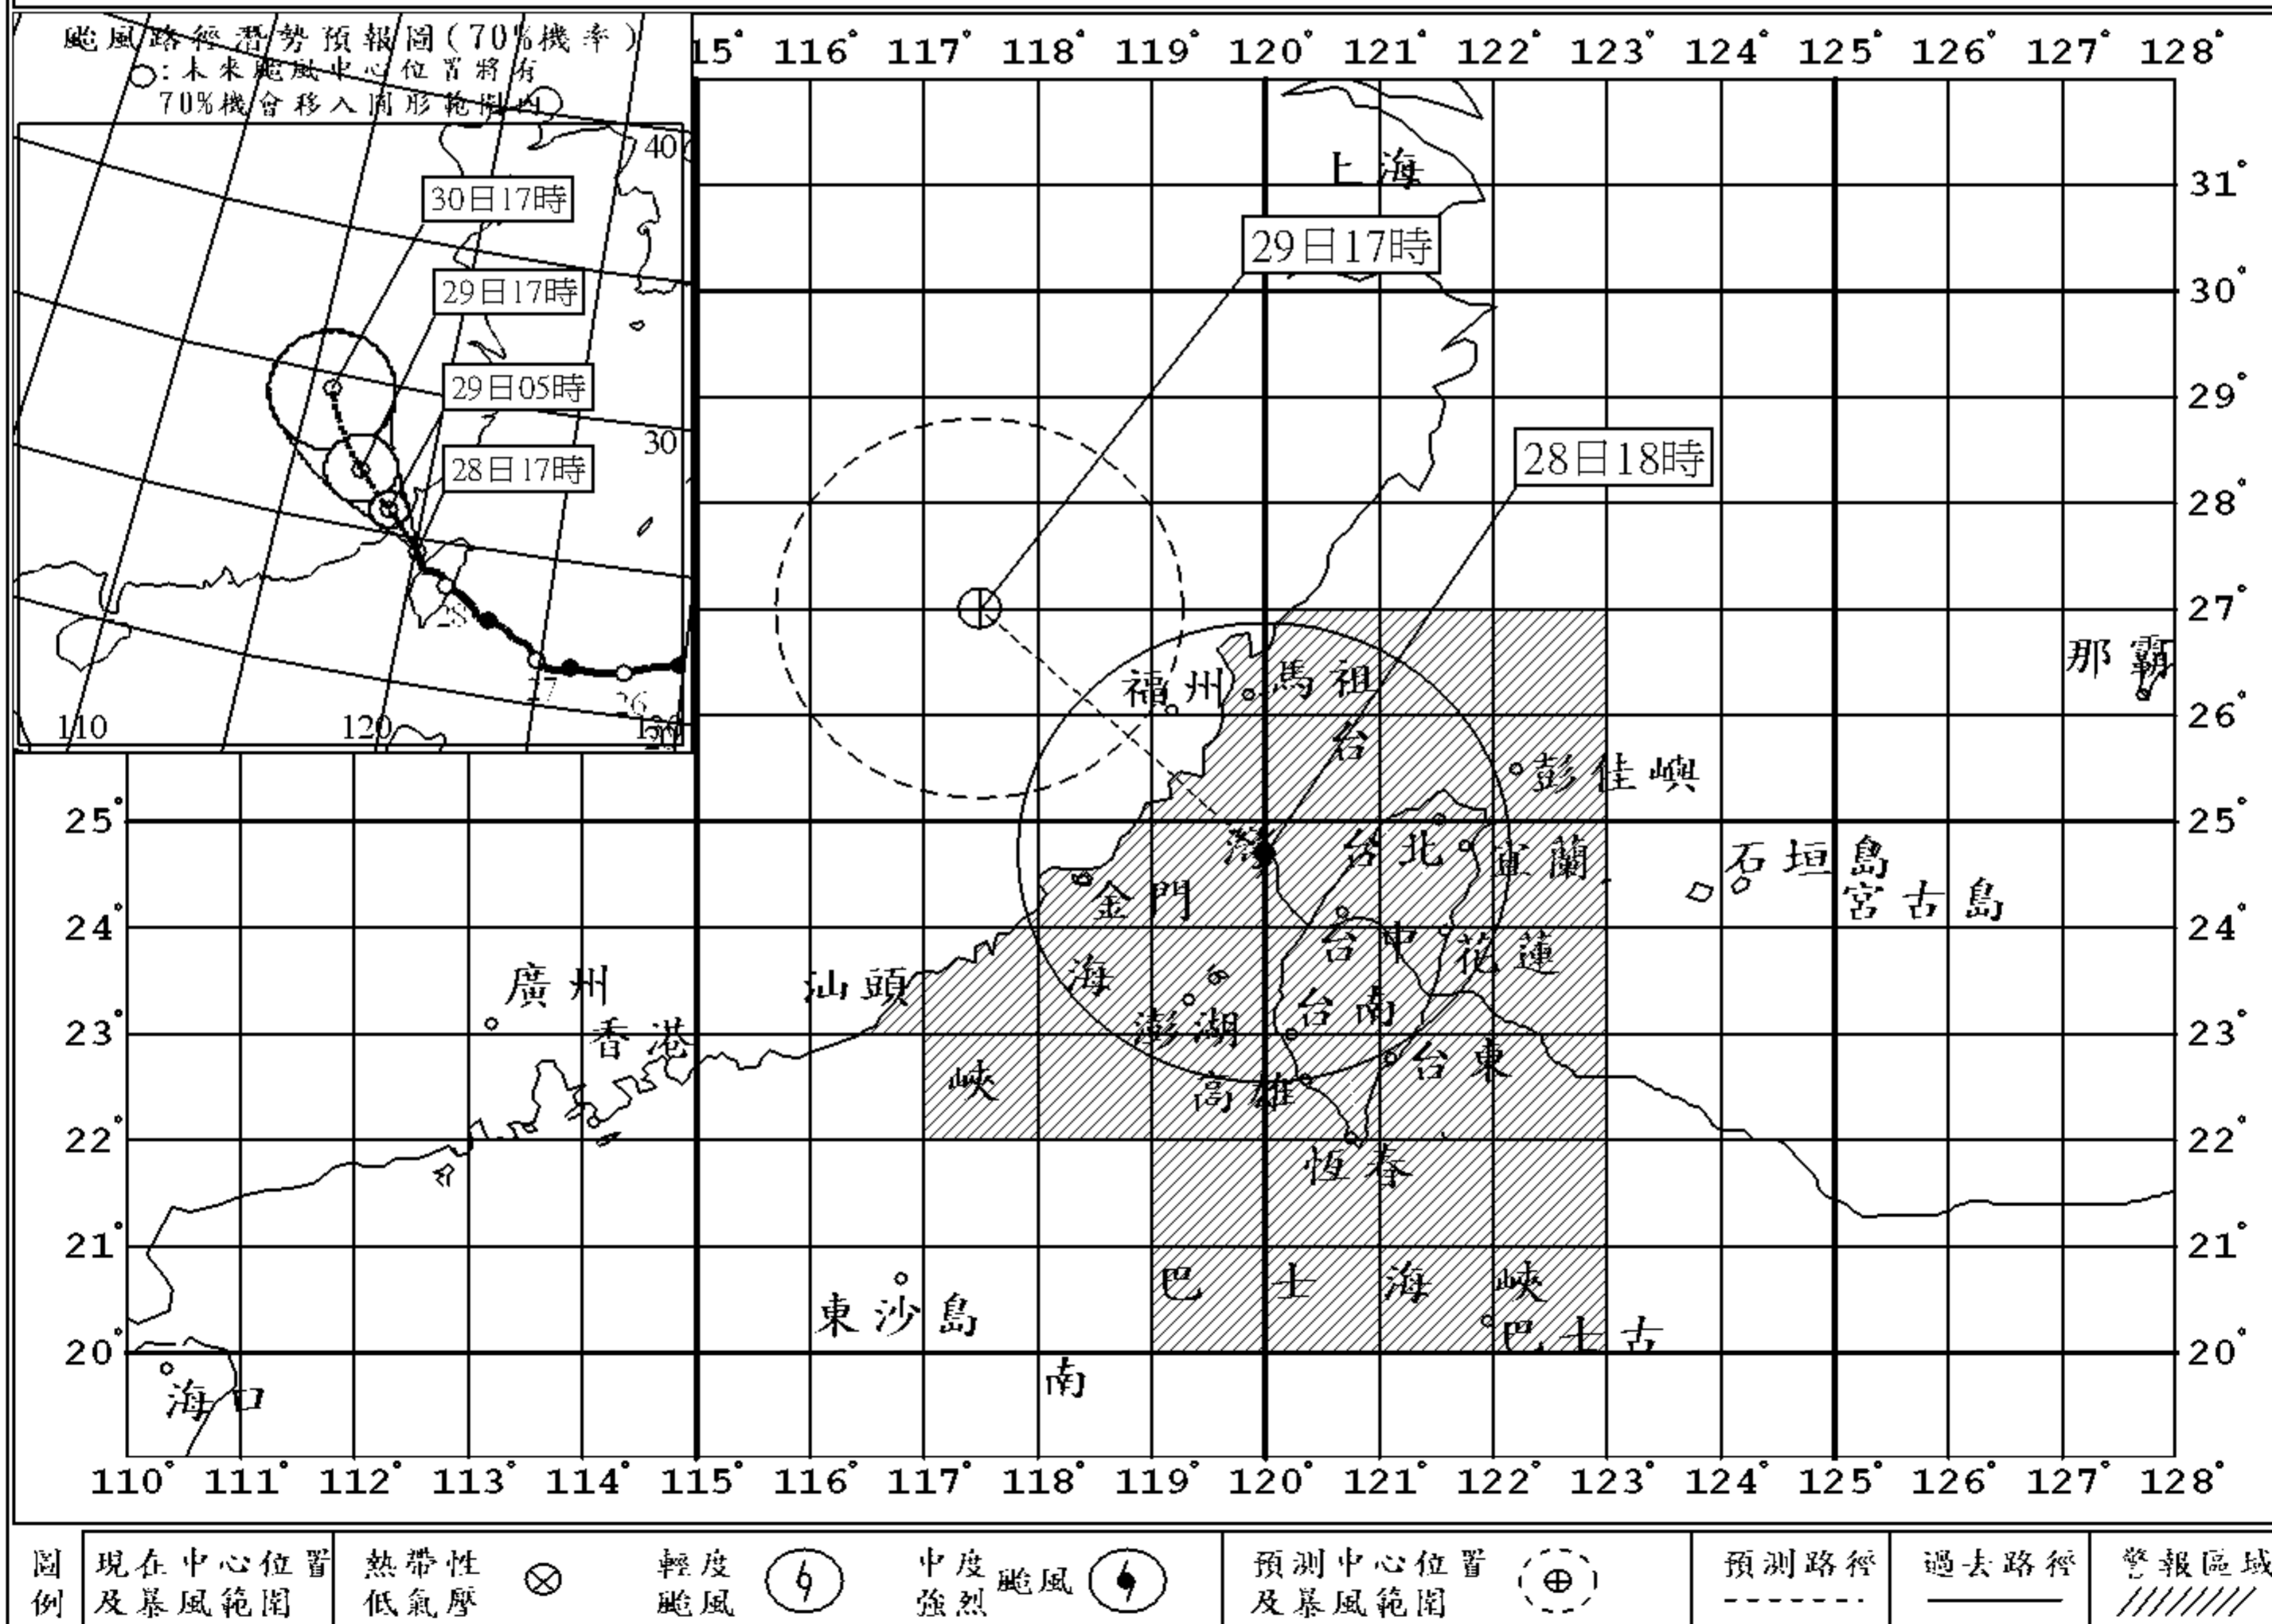 颱風路徑潛勢預報圖(70%機率)
○:未來颱風中心位置將有
70%機會移入圓形範圍內
15° 116° 117° 118° 119° 120° 121° 122° 123° 124° 125° 126° 127° 128°
40
上海
31°
30日17時
29日17時
29日17時
30°
29日05時
29°
30
28日17時
28日18時
28°
27°
28
福州
馬祖
那霸
27
26
26°
110
120
台
彭佳嶼
25°
灣
台北
宜蘭
石垣島
25°
金門
宮古島
24°
台中
花蓮
24°
廣州
汕頭
海
台南
香港
澎湖
23°
台東
23°
峽
高雄
22°
恆春
22°
21°
巴士海峽
21°
東沙島
巴士古
20°
南
20°
海口
110° 111° 112° 113° 114° 115° 116° 117° 118° 119° 120° 121° 122° 123° 124° 125° 126° 127° 128°
圖例
現在中心位置及暴風範圍
熱帶性低氣壓
輕度颱風
中度強烈颱風
預測中心位置及暴風範圍
預測路徑
過去路徑
警報區域